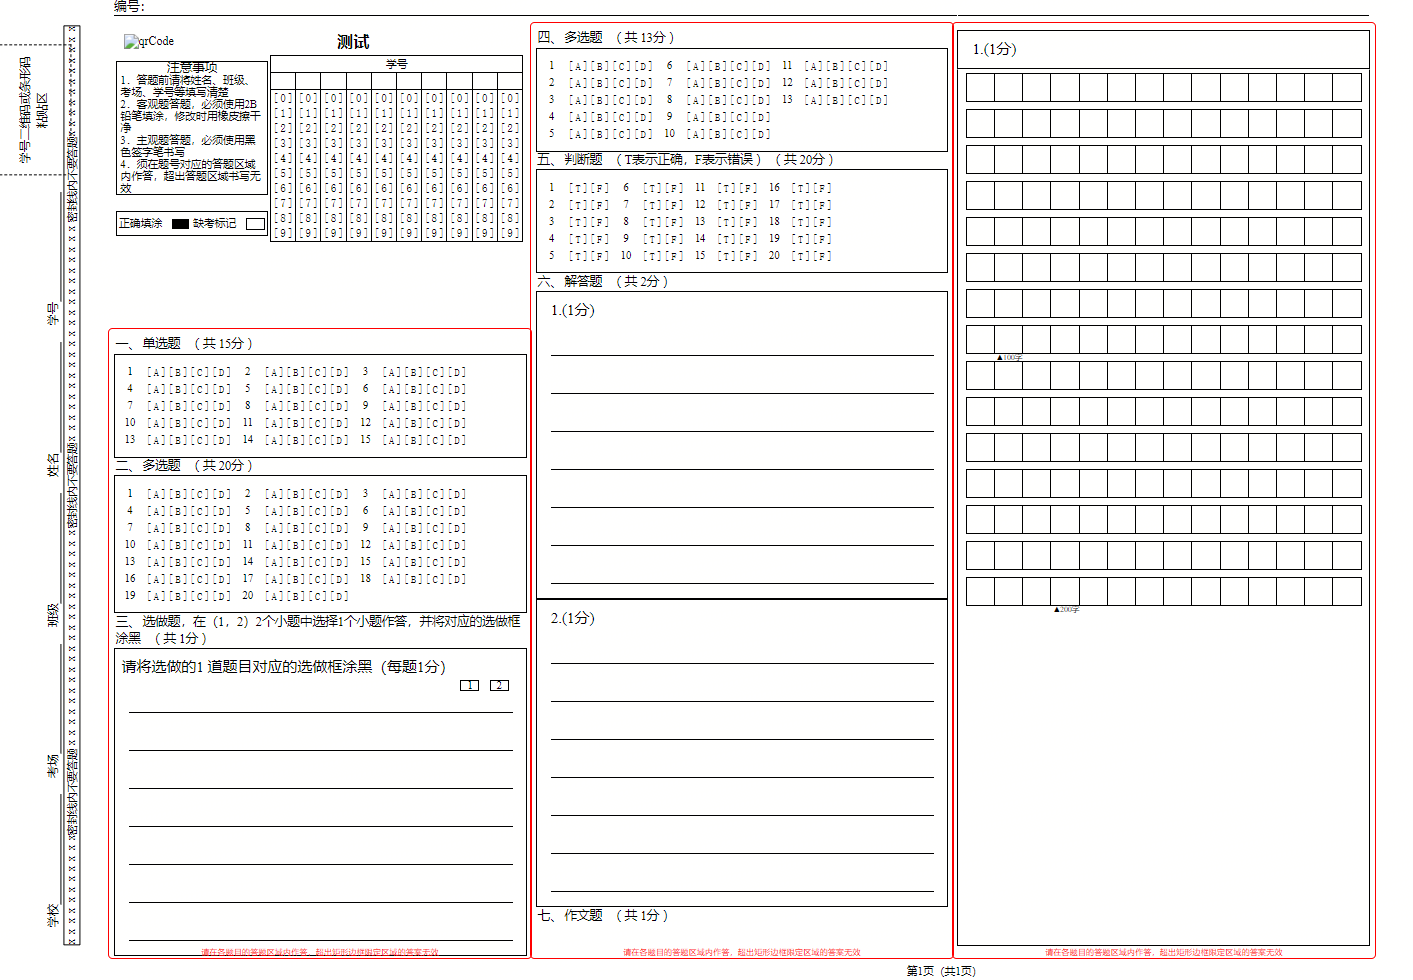 编号:
学号二维码或条形码
粘贴区
学校
考场
班级
姓名
学号
x x x x x x x x x 密封线内不要答题 x x x x x x x x x 密封线内不要答题 x x x x x x x x x 密封线内不要答题 x x x x x x x x x
qrCode
测试
注意事项
1．答题前请将姓名、班级、
考场、学号等填写清楚
2．客观题答题，必须使用2B
铅笔填涂，修改时用橡皮擦干
净
3．主观题答题，必须使用黑
色签字笔书写
4．须在题号对应的答题区域
内作答，超出答题区域书写无
效
正确填涂 缺考标记
学号
[0] [0] [0] [0] [0] [0] [0] [0] [0] [0]
[1] [1] [1] [1] [1] [1] [1] [1] [1] [1]
[2] [2] [2] [2] [2] [2] [2] [2] [2] [2]
[3] [3] [3] [3] [3] [3] [3] [3] [3] [3]
[4] [4] [4] [4] [4] [4] [4] [4] [4] [4]
[5] [5] [5] [5] [5] [5] [5] [5] [5] [5]
[6] [6] [6] [6] [6] [6] [6] [6] [6] [6]
[7] [7] [7] [7] [7] [7] [7] [7] [7] [7]
[8] [8] [8] [8] [8] [8] [8] [8] [8] [8]
[9] [9] [9] [9] [9] [9] [9] [9] [9] [9]
一、单选题 （共 15分）
1 [A][B][C][D] 2 [A][B][C][D] 3 [A][B][C][D]
4 [A][B][C][D] 5 [A][B][C][D] 6 [A][B][C][D]
7 [A][B][C][D] 8 [A][B][C][D] 9 [A][B][C][D]
10 [A][B][C][D] 11 [A][B][C][D] 12 [A][B][C][D]
13 [A][B][C][D] 14 [A][B][C][D] 15 [A][B][C][D]
二、多选题 （共 20分）
1 [A][B][C][D] 2 [A][B][C][D] 3 [A][B][C][D]
4 [A][B][C][D] 5 [A][B][C][D] 6 [A][B][C][D]
7 [A][B][C][D] 8 [A][B][C][D] 9 [A][B][C][D]
10 [A][B][C][D] 11 [A][B][C][D] 12 [A][B][C][D]
13 [A][B][C][D] 14 [A][B][C][D] 15 [A][B][C][D]
16 [A][B][C][D] 17 [A][B][C][D] 18 [A][B][C][D]
19 [A][B][C][D] 20 [A][B][C][D]
三、选做题，在（1，2）2个小题中选择1个小题作答，并将对应的选做框
涂黑 （共 1分）
请将选做的1 道题目对应的选做框涂黑（每题1分）
1 2
请在各题目的答题区域内作答，超出矩形边框限定区域的答案无效
四、多选题 （共 13分）
1 [A][B][C][D] 6 [A][B][C][D] 11 [A][B][C][D]
2 [A][B][C][D] 7 [A][B][C][D] 12 [A][B][C][D]
3 [A][B][C][D] 8 [A][B][C][D] 13 [A][B][C][D]
4 [A][B][C][D] 9 [A][B][C][D]
5 [A][B][C][D] 10 [A][B][C][D]
五、判断题 （T表示正确，F表示错误） （共 20分）
1 [T][F] 6 [T][F] 11 [T][F] 16 [T][F]
2 [T][F] 7 [T][F] 12 [T][F] 17 [T][F]
3 [T][F] 8 [T][F] 13 [T][F] 18 [T][F]
4 [T][F] 9 [T][F] 14 [T][F] 19 [T][F]
5 [T][F] 10 [T][F] 15 [T][F] 20 [T][F]
六、解答题 （共 2分）
1.(1分)
2.(1分)
七、作文题 （共 1分）
请在各题目的答题区域内作答，超出矩形边框限定区域的答案无效
1.(1分)
▲100字
▲200字
请在各题目的答题区域内作答，超出矩形边框限定区域的答案无效
第1页 (共1页)